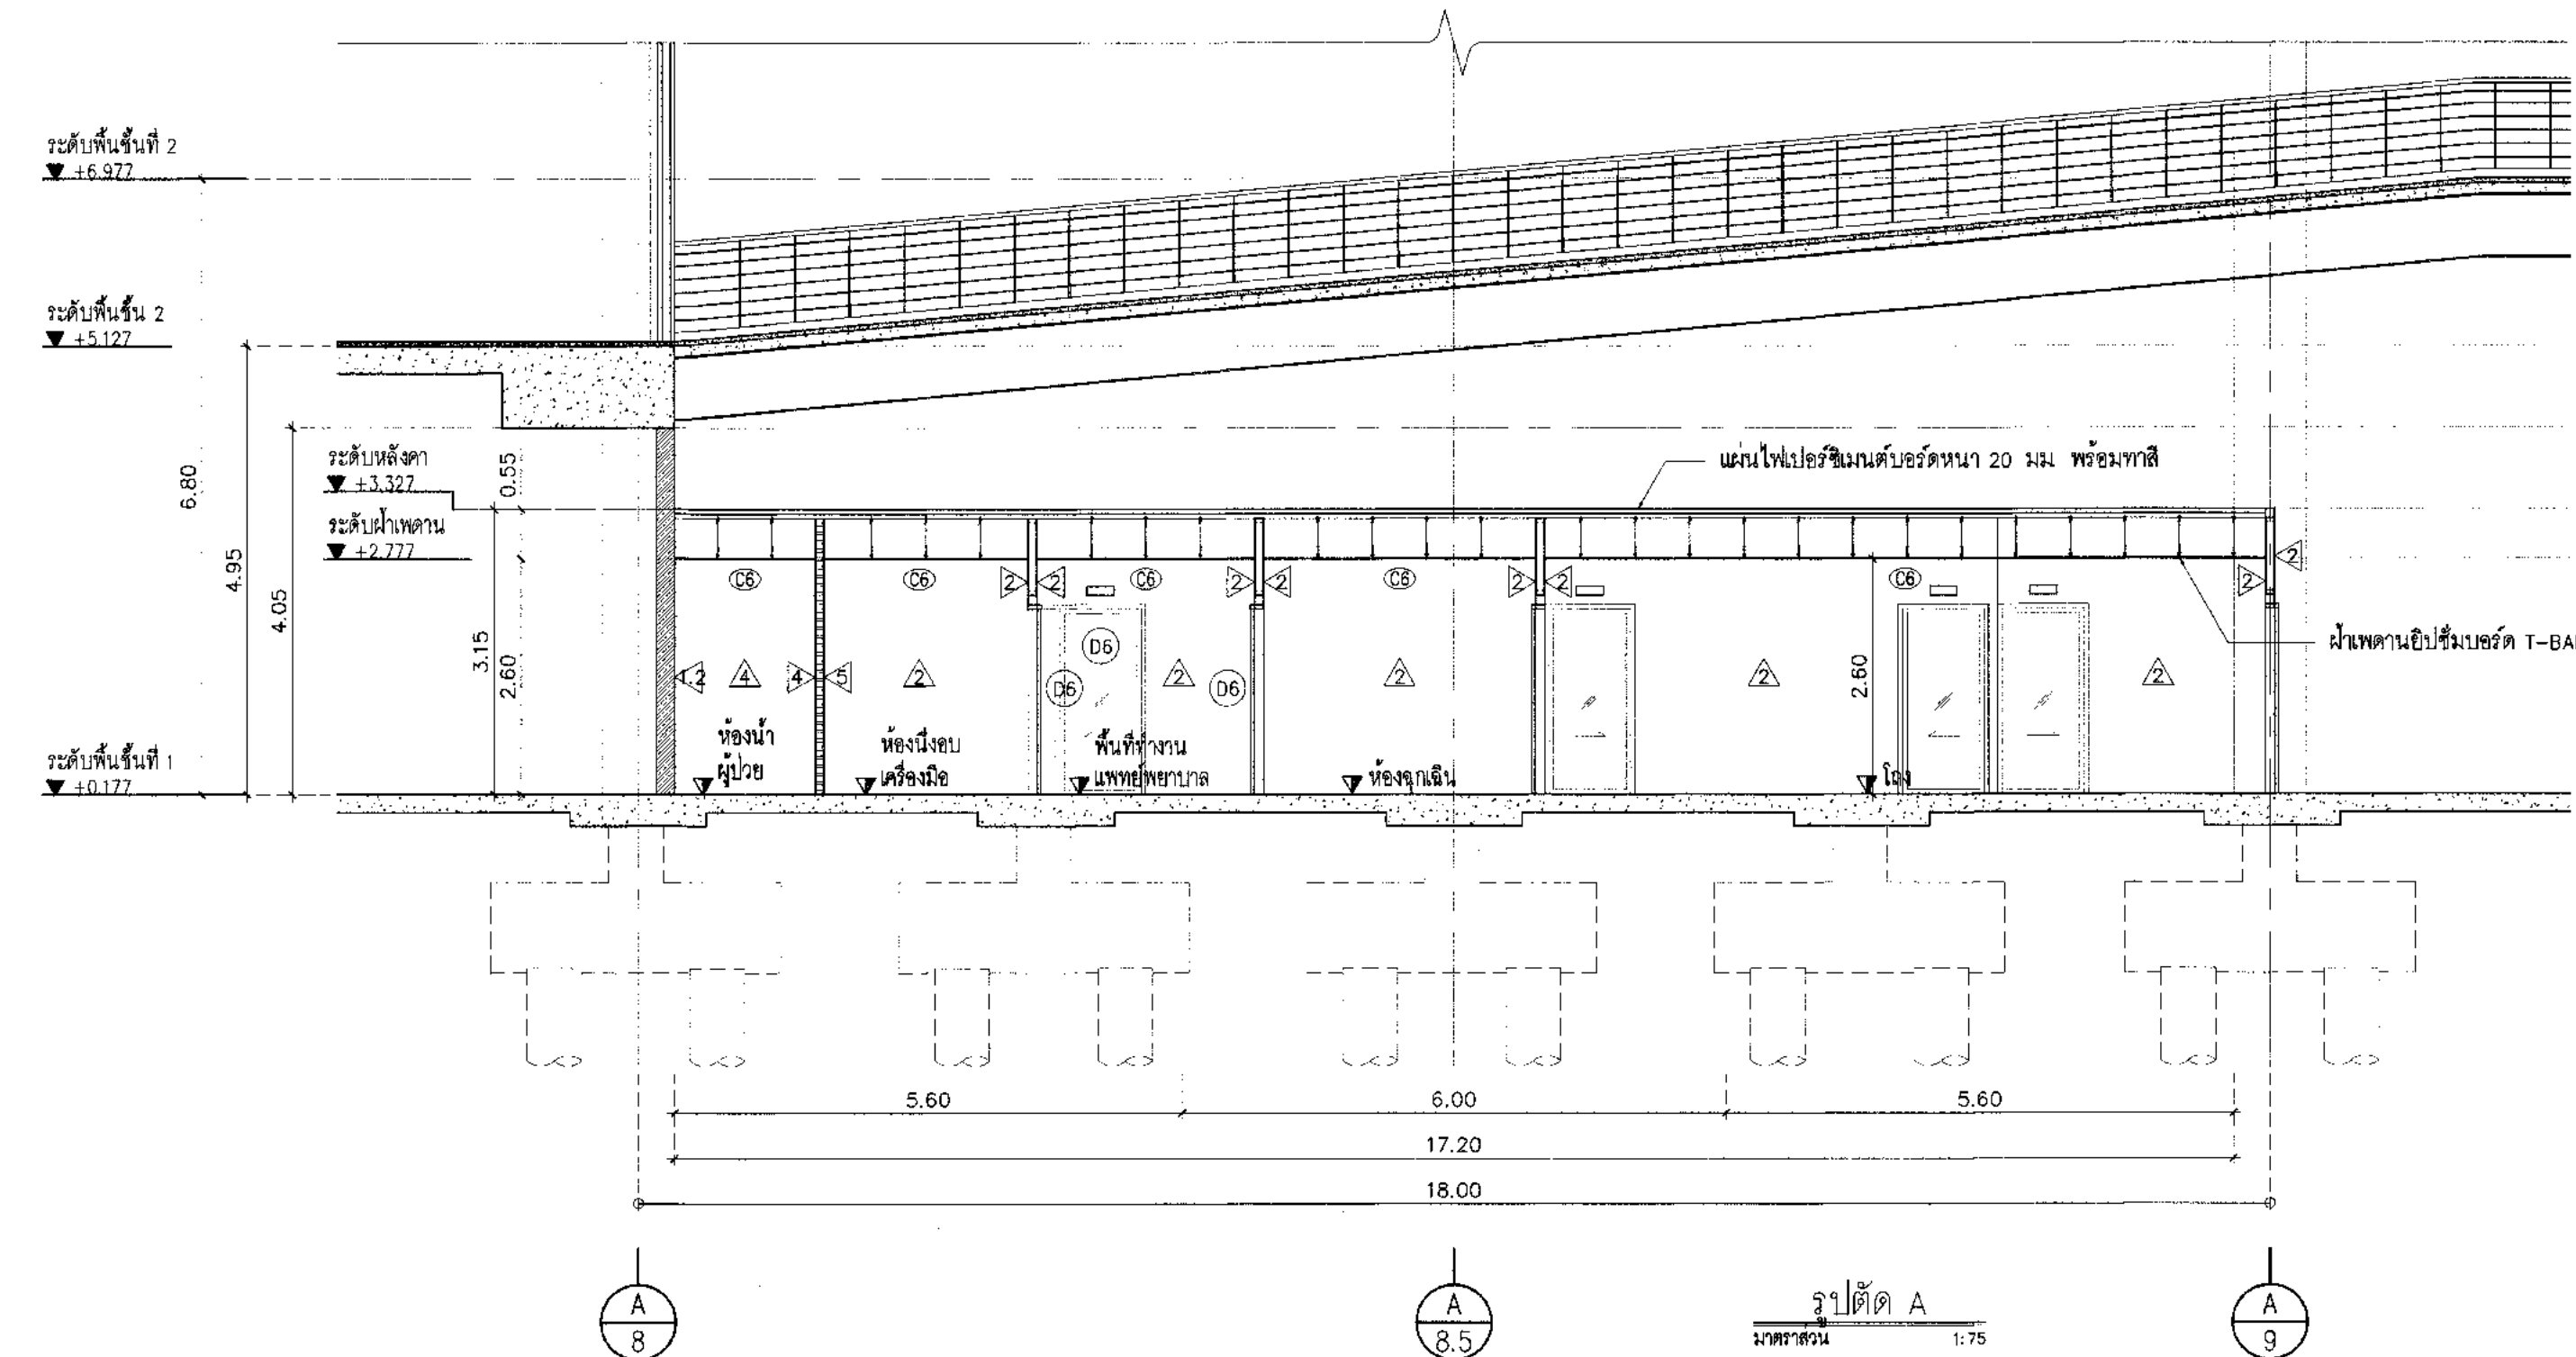 ระดับพื้นชั้นที่ 2
+6.977
ระดับพื้นชั้น 2
+5.127
6.80
4.95
4.05
ระดับหลังคา
+3.327
0.55
ระดับฝ้าเพดาน
+2.777
3.15
2.60
ระดับพื้นชั้นที่ 1
+0.177
แผ่นไฟเบอร์ซีเมนต์บอร์ดหนา 20 มม พร้อมทาสี
C6 C6 2 2 C6 2 2 C6 2 2 C6 2 2
ฝ้าเพดานยิปซั่มบอร์ด
D6
1.2 4 4 5 2 D6 2 D6 2 2 2.60 2
ห้องน้ำ
ผู้ป่วย
ห้องนึ่งอบ
เครื่องมือ
พื้นที่ทำงาน
แพทย์พยาบาล
ห้องฉุกเฉิน
โถง
5.60 6.00 5.60
17.20
18.00
A
8
A
8.5
A
9
รูปตัด A
มาตราส่วน 1:75